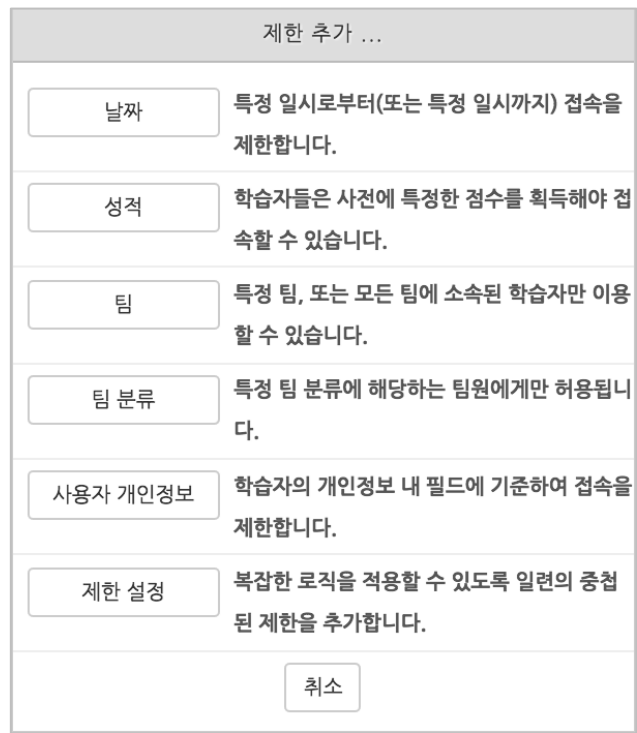 제한 추가 ...
날짜
특정 일시로부터(또는 특정 일시까지) 접속을
제한합니다.
성적
학습자들은 사전에 특정한 점수를 획득해야 접
속할 수 있습니다.
팀
특정 팀, 또는 모든 팀에 소속된 학습자만 이용
할 수 있습니다.
팀 분류
특정 팀 분류에 해당하는 팀원에게만 허용됩니
다.
사용자 개인정보
학습자의 개인정보 내 필드에 기준하여 접속을
제한합니다.
제한 설정
복잡한 로직을 적용할 수 있도록 일련의 중첩
된 제한을 추가합니다.
취소